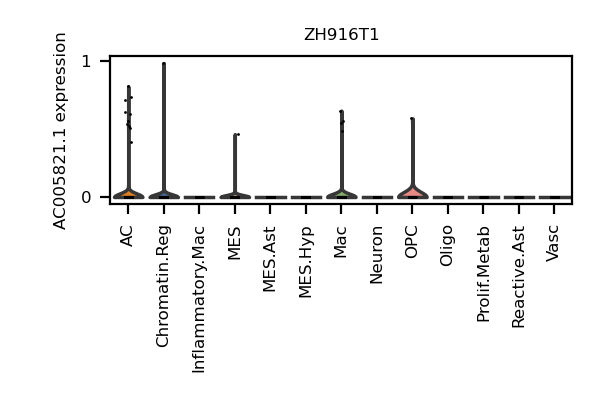 ZH916T1
AC005821.1 expression
1
0
AC
Chromatin.Reg
Inflammatory.Mac
MES
MES.Ast
MES.Hyp
Mac
Neuron
OPC
Oligo
Prolif.Metab
Reactive.Ast
Vasc